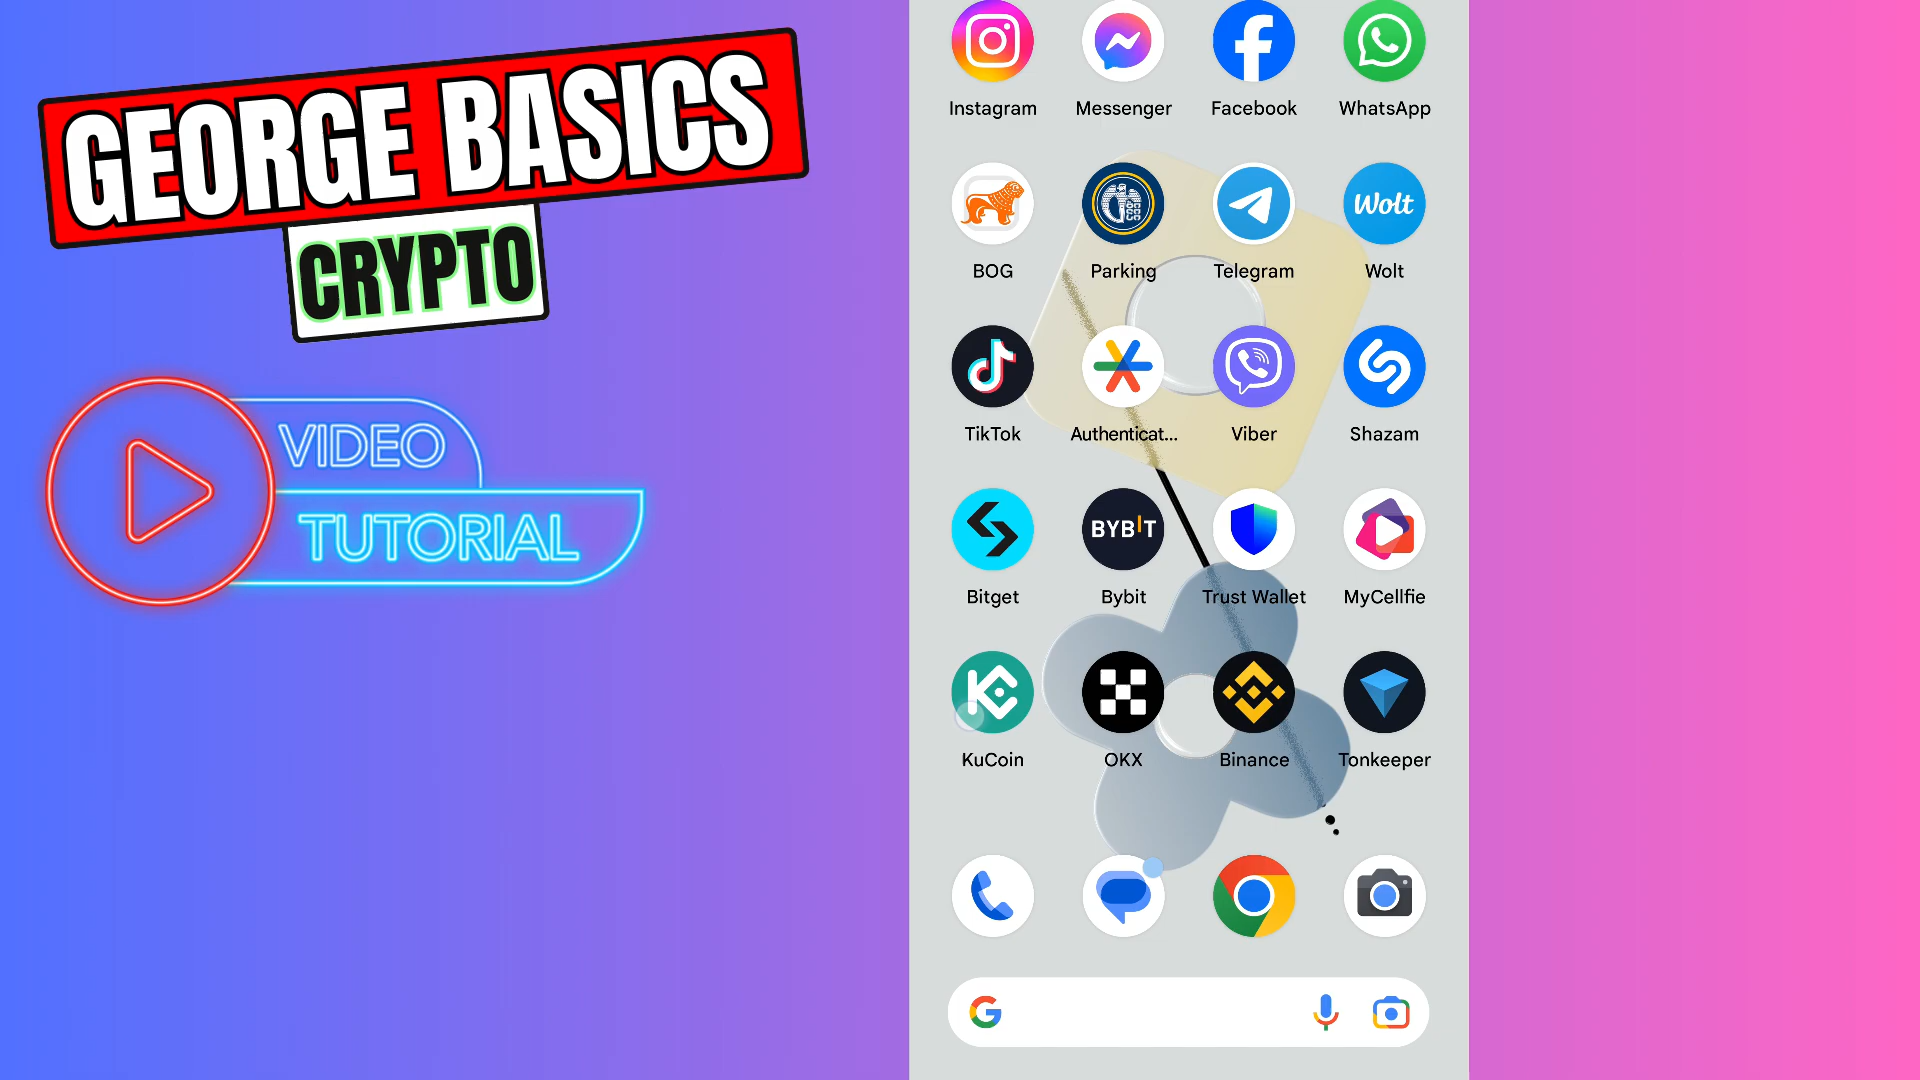 GEORGE BASICS
CRYPTO
VIDEO
TUTORIAL
Instagram Messenger Facebook WhatsApp
Wolt
BOG Parking Telegram Wolt
TikTok Authenticat... Viber Shazam
BYBIT
Bitget Bybit Trust Wallet MyCellfie
KuCoin OKX Binance Tonkeeper